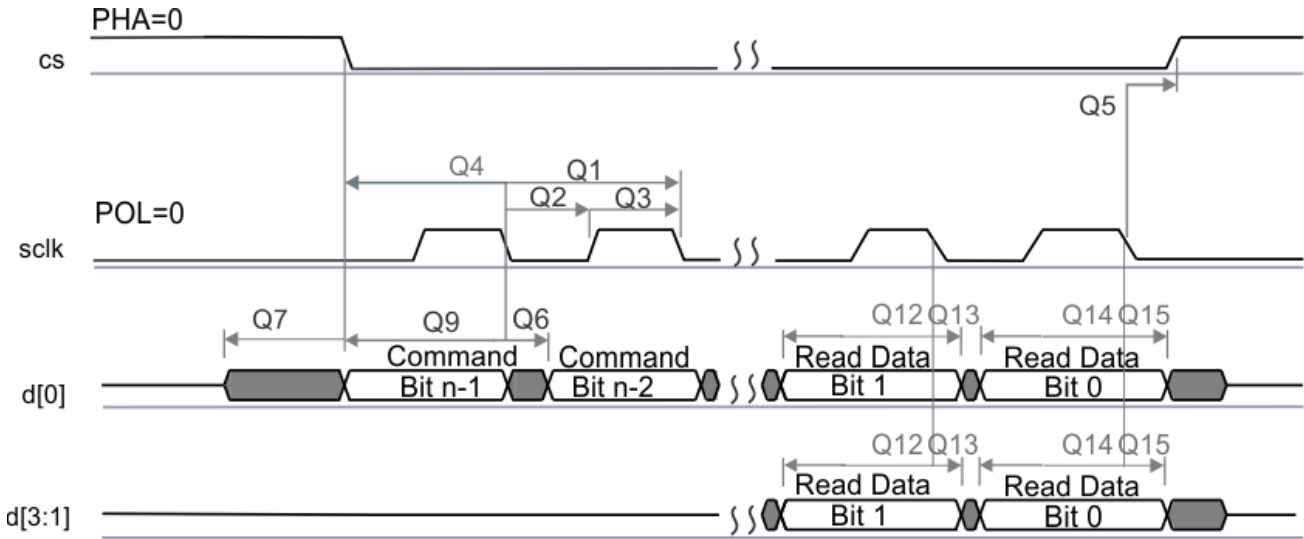 PHA=0
cs
Q5
Q4 Q1
Q2 Q3
POL=0
sclk
Q7 Q9 Q6 Q12 Q13 Q14 Q15
Command Command Read Data Read Data
d[0] Bit n-1 Bit n-2 Bit 1 Bit 0
Q12 Q13 Q14 Q15
Read Data Read Data
d[3:1] Bit 1 Bit 0